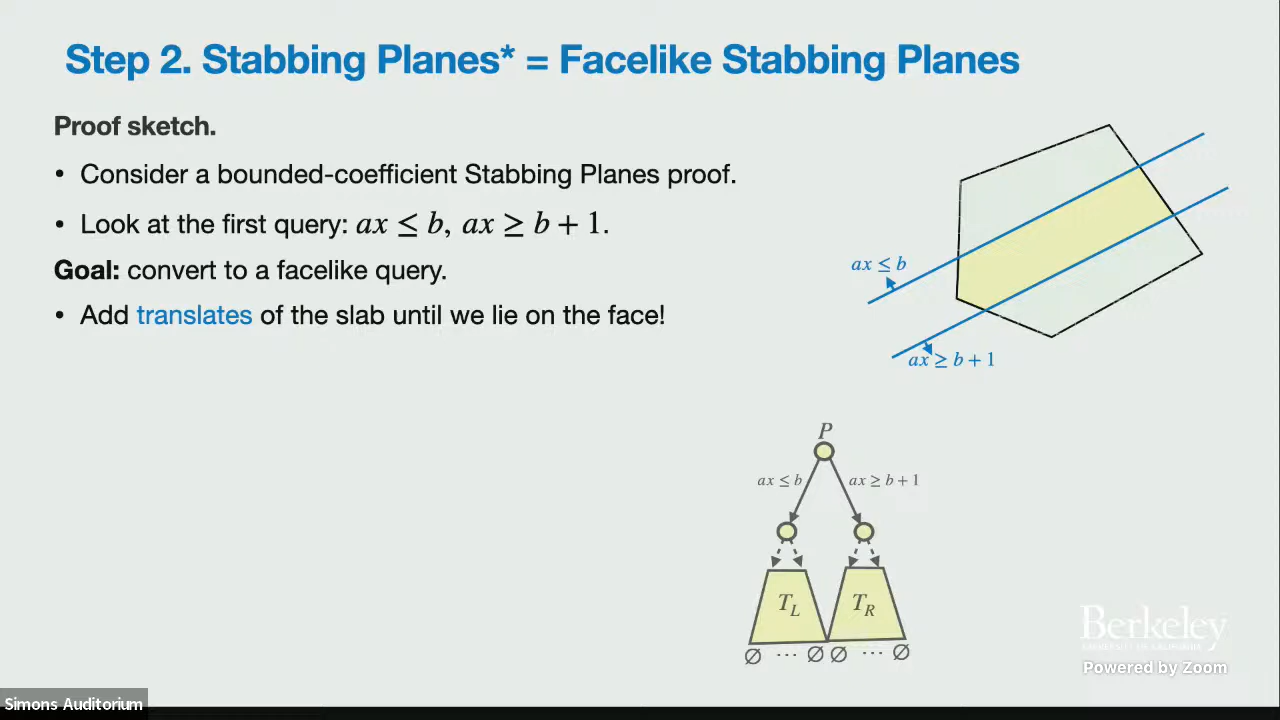 Step 2. Stabbing Planes* = Facelike Stabbing Planes
Proof sketch.
• Consider a bounded-coefficient Stabbing Planes proof.
• Look at the first query: ax ≤ b, ax ≥ b + 1.
Goal: convert to a facelike query.
• Add translates of the slab until we lie on the face!
ax ≤ b
ax ≥ b + 1
P
ax ≤ b
ax ≥ b + 1
T_L
T_R
∅ ⋯ ∅ ∅ ⋯ ∅
Berkeley
Powered by Zoom
Simons Auditorium